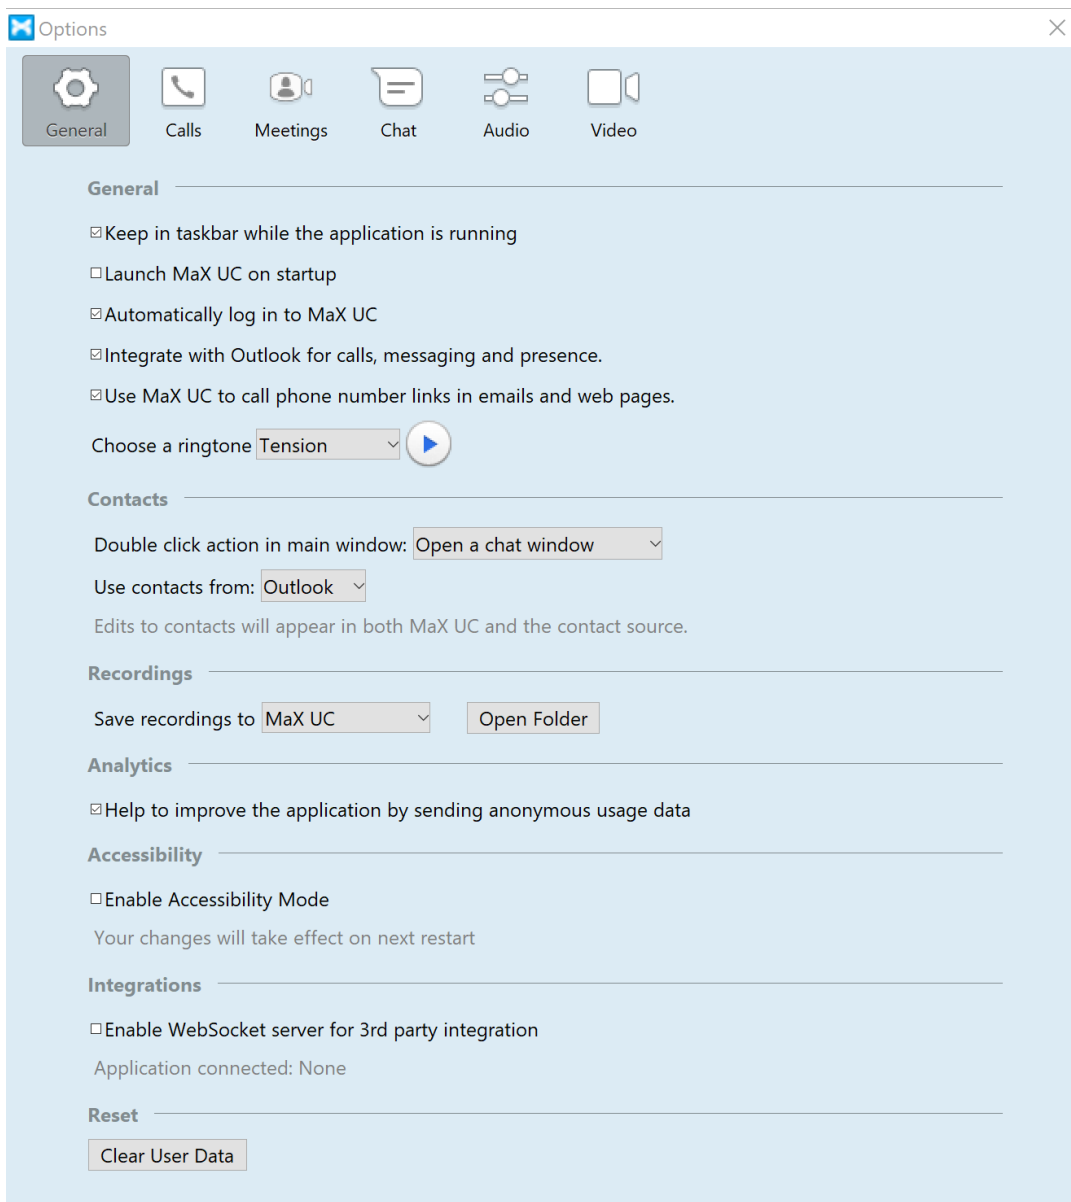 Options
General Calls Meetings Chat Audio Video
General
Keep in taskbar while the application is running
Launch MaX UC on startup
Automatically log in to MaX UC
Integrate with Outlook for calls, messaging and presence.
Use MaX UC to call phone number links in emails and web pages.
Choose a ringtone Tension
Contacts
Double click action in main window: Open a chat window
Use contacts from: Outlook
Edits to contacts will appear in both MaX UC and the contact source.
Recordings
Save recordings to MaX UC Open Folder
Analytics
Help to improve the application by sending anonymous usage data
Accessibility
Enable Accessibility Mode
Your changes will take effect on next restart
Integrations
Enable WebSocket server for 3rd party integration
Application connected: None
Reset
Clear User Data